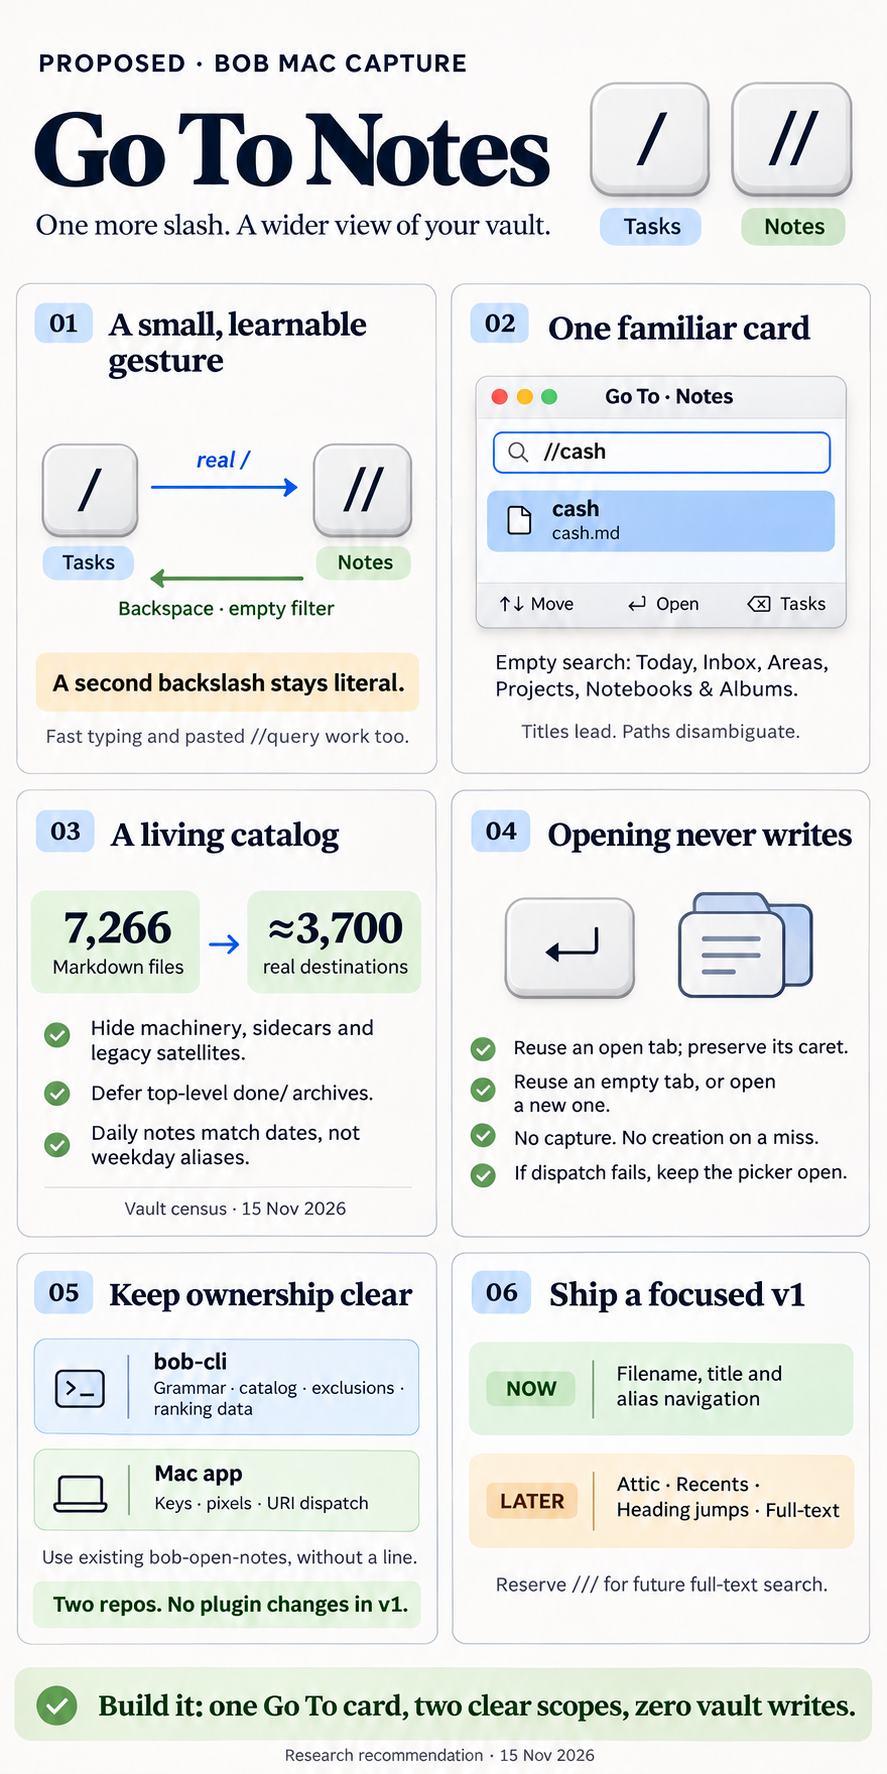 PROPOSED · BOB MAC CAPTURE
Go To Notes
One more slash. A wider view of your vault.
/
//
Tasks
Notes
01
A small, learnable
gesture
/
real /
//
Tasks
Notes
Backspace · empty filter
A second backslash stays literal.
Fast typing and pasted //query work too.
02
One familiar card
Go To · Notes
//cash
cash
cash.md
↑↓ Move
Open
Tasks
Empty search: Today, Inbox, Areas,
Projects, Notebooks & Albums.
Titles lead. Paths disambiguate.
03
A living catalog
7,266
Markdown files
→
≈3,700
real destinations
Hide machinery, sidecars and
legacy satellites.
Defer top-level done/ archives.
Daily notes match dates, not
weekday aliases.
Vault census · 15 Nov 2026
04
Opening never writes
Reuse an open tab; preserve its caret.
Reuse an empty tab, or open
a new one.
No capture. No creation on a miss.
If dispatch fails, keep the picker open.
05
Keep ownership clear
bob-cli
Grammar · catalog · exclusions ·
ranking data
Mac app
Keys · pixels · URI dispatch
Use existing bob-open-notes, without a line.
Two repos. No plugin changes in v1.
06
Ship a focused v1
NOW
Filename, title and
alias navigation
LATER
Attic · Recents ·
Heading jumps · Full-text
Reserve /// for future full-text search.
Build it: one Go To card, two clear scopes, zero vault writes.
Research recommendation · 15 Nov 2026